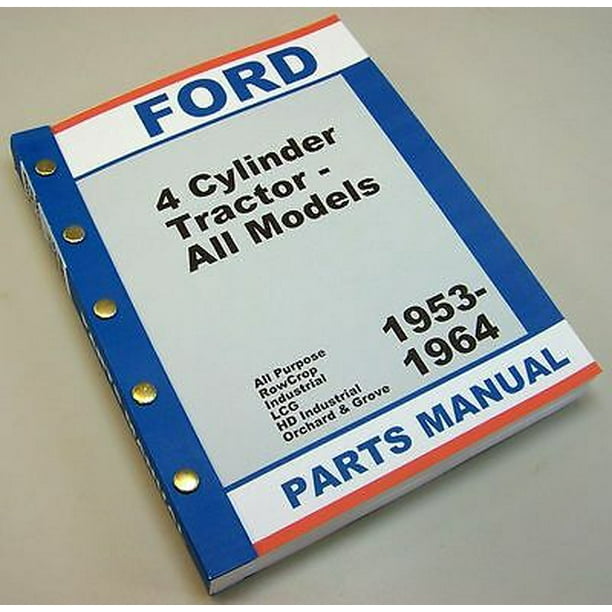 FORD
4 Cylinder
Tractor -
All Models
1953-
1964
All Purpose
RowCrop
Industrial
LCG
HD Industrial
Orchard & Grove
PARTS MANUAL